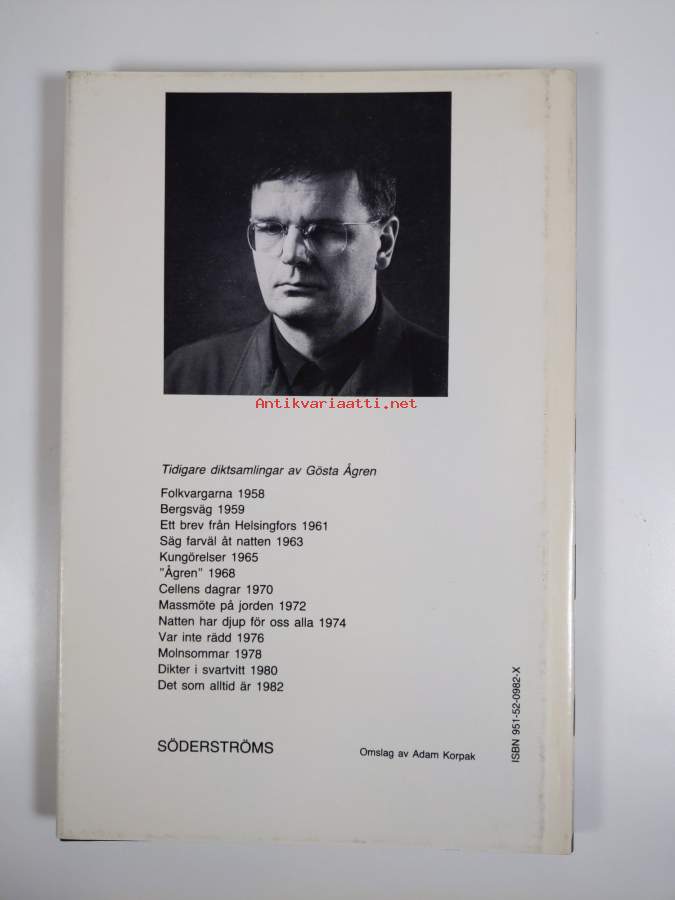 Antikvariaatti.net
Tidigare diktsamlingar av Gösta Ågren
Folkvargarna 1958
Bergsväg 1959
Ett brev från Helsingfors 1961
Säg farväl åt natten 1963
Kungörelser 1965
"Ågren" 1968
Cellens dagrar 1970
Massmöte på jorden 1972
Natten har djup för oss alla 1974
Var inte rädd 1976
Molnsommar 1978
Dikter i svartvitt 1980
Det som alltid är 1982
SÖDERSTRÖMS
Omslag av Adam Korpak
ISBN 951-52-0982-X